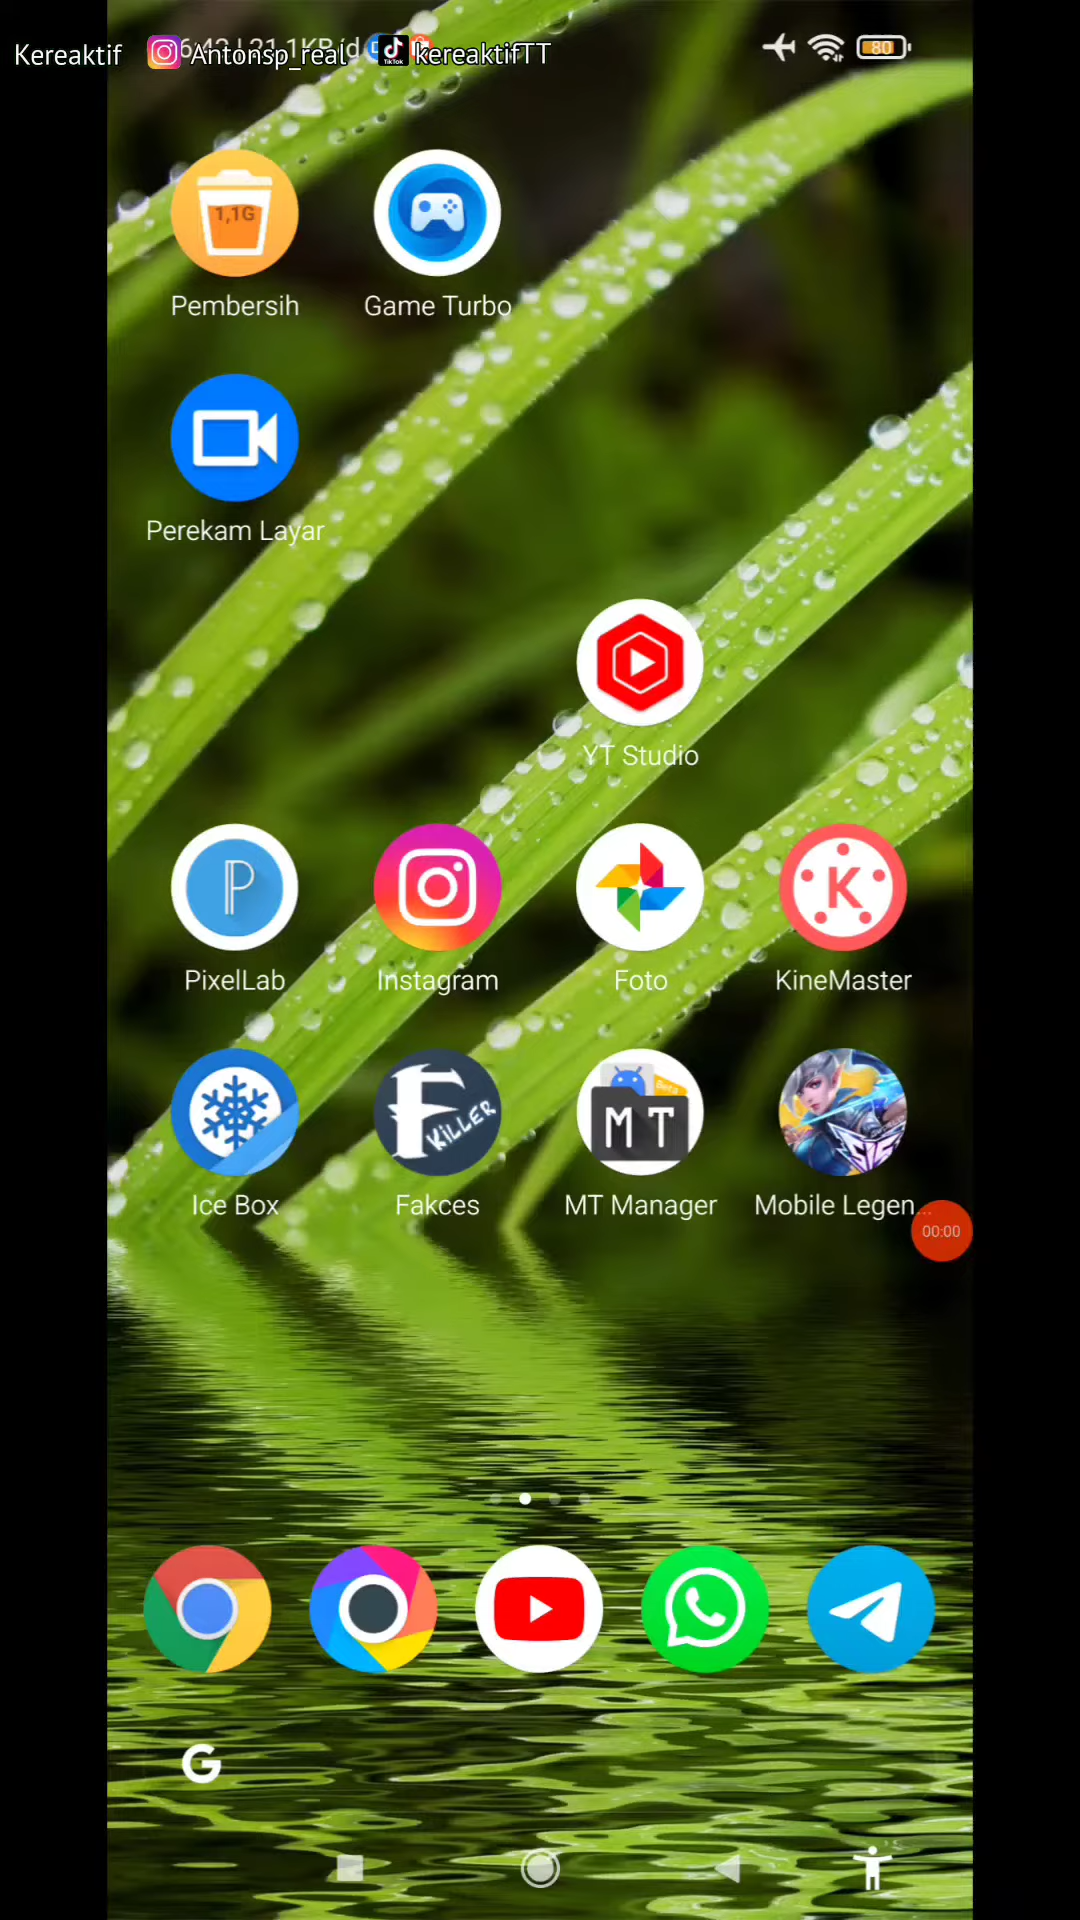 Kereaktif Antonsp_real kereaktifTT
80
1,1G
Pembersih Game Turbo
Perekam Layar
YT Studio
PixelLab Instagram Foto KineMaster
K
P
F KiLLER
Beta
MT
Ice Box Fakces MT Manager Mobile Legen...
00:00
G